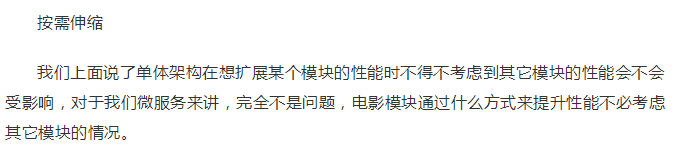 按需伸缩
我们上面说了单体架构在想扩展某个模块的性能时不得不考虑到其它模块的性能会不会
受影响，对于我们微服务来讲，完全不是问题，电影模块通过什么方式来提升性能不必考虑
其它模块的情况。